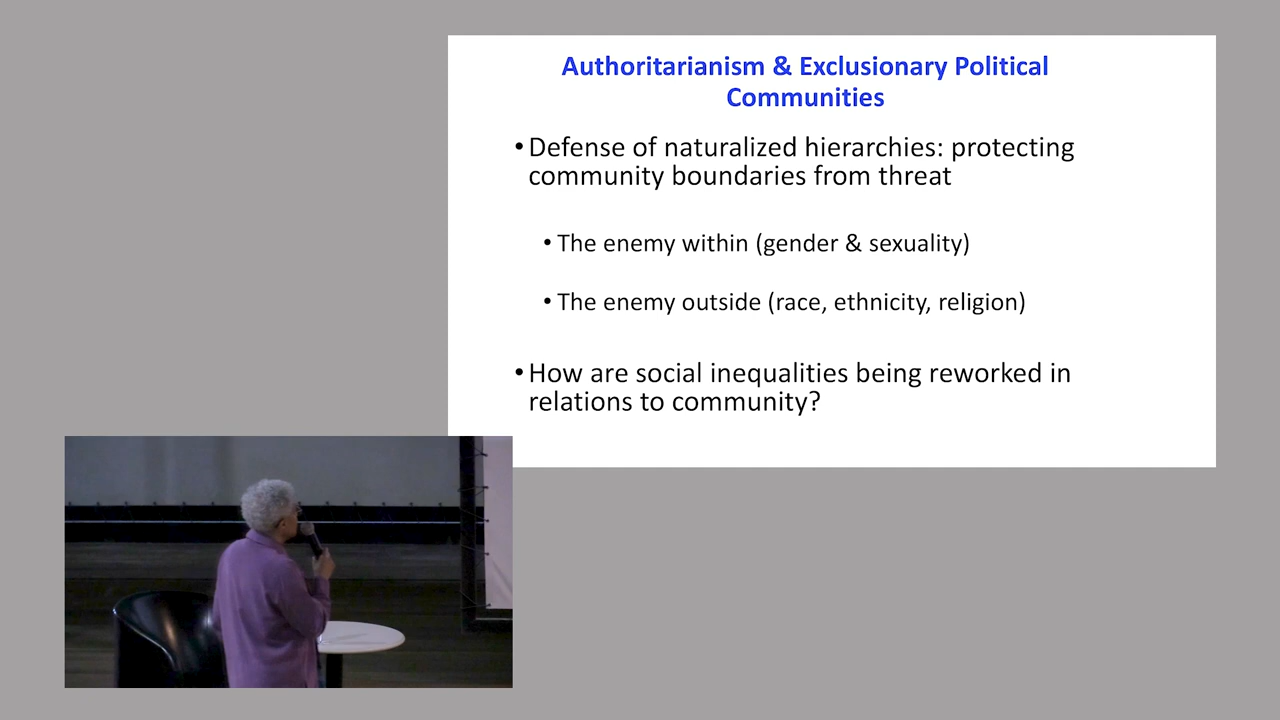 Authoritarianism & Exclusionary Political
Communities
•Defense of naturalized hierarchies: protecting
community boundaries from threat
•The enemy within (gender & sexuality)
•The enemy outside (race, ethnicity, religion)
•How are social inequalities being reworked in
relations to community?